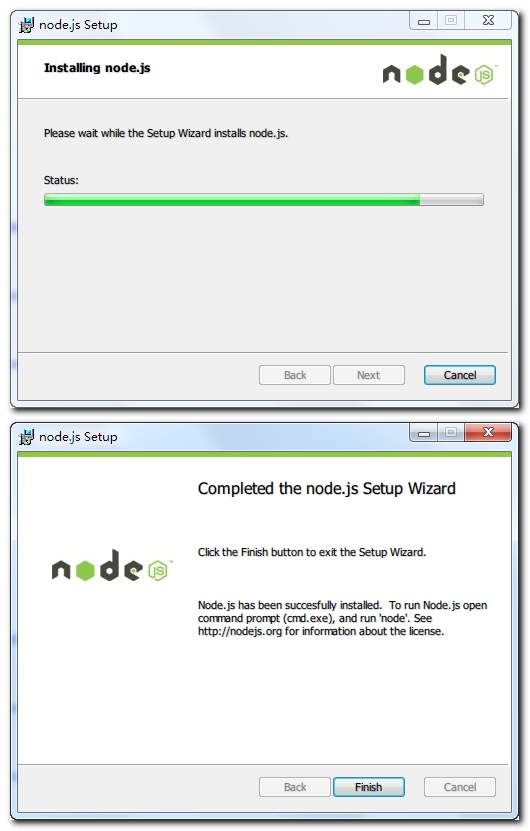 node.js Setup
Installing node.js
node JS™
Please wait while the Setup Wizard installs node.js.
Status:
Back Next Cancel
node.js Setup
Completed the node.js Setup Wizard
Click the Finish button to exit the Setup Wizard.
node JS™
Node.js has been succesfully installed. To run Node.js open
command prompt (cmd.exe), and run 'node'. See
http://nodejs.org for information about the license.
Back Finish Cancel